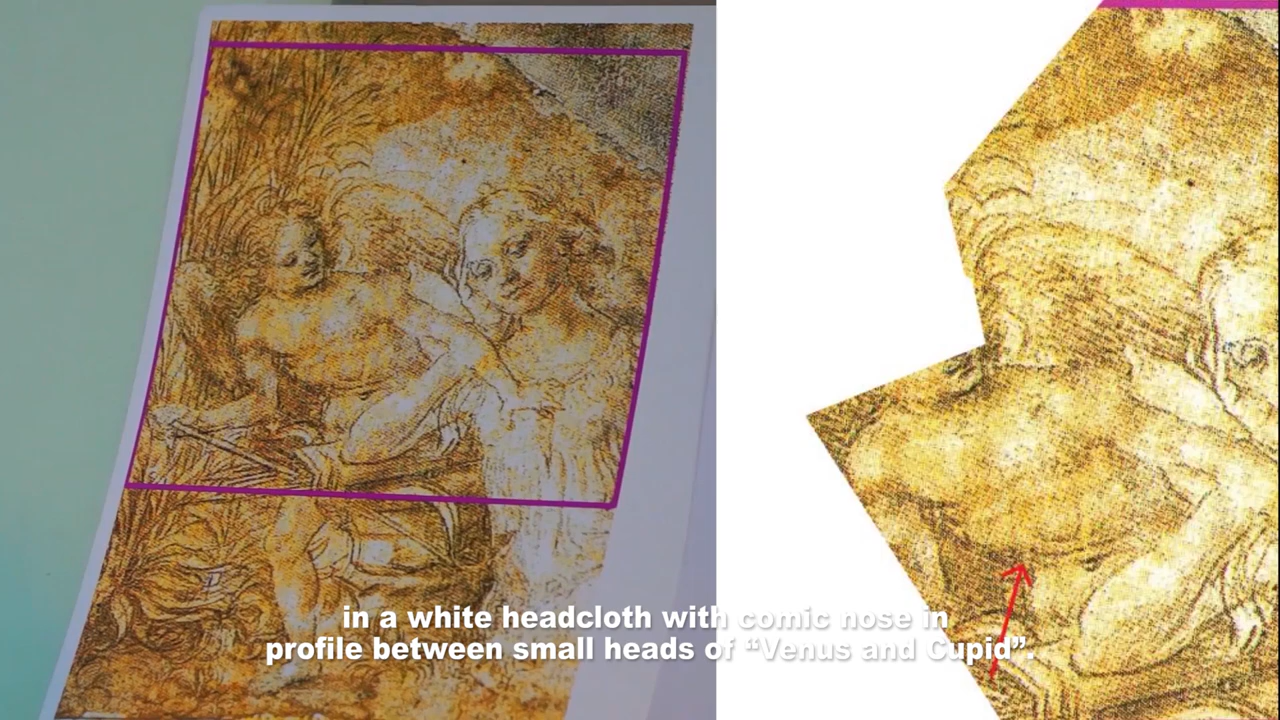 in a white headcloth with comic nose in
profile between small heads of “Venus and Cupid”.